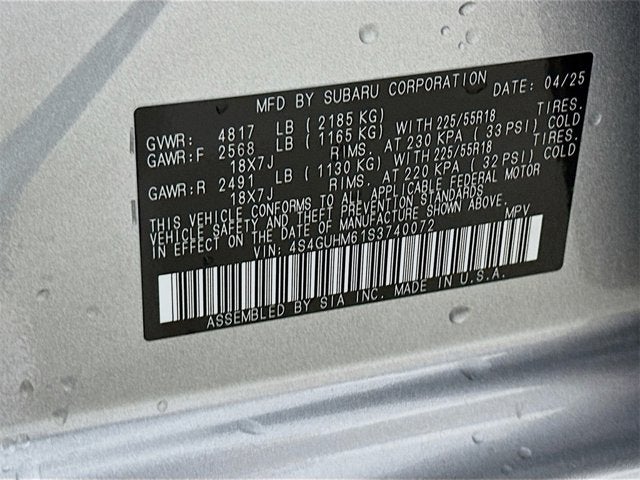 MFD BY SUBARU CORPORATION DATE: 04/25
GVWR: 4817 LB (2185 KG)
GAWR:F 2568 LB (1165 KG) WITH 225/55R18 TIRES.
18X7J RIMS. AT 230 KPA (33 PSI) COLD
GAWR:R 2491 LB (1130 KG) WITH 225/55R18 TIRES.
18X7J RIMS. AT 220 KPA (32 PSI) COLD
THIS VEHICLE CONFORMS TO ALL APPLICABLE FEDERAL MOTOR
VEHICLE SAFETY AND THEFT PREVENTION STANDARDS
IN EFFECT ON THE DATE OF MANUFACTURE SHOWN ABOVE.
VIN: 4S4GUHM61S3740072 MPV
ASSEMBLED BY SIA INC. MADE IN U.S.A.